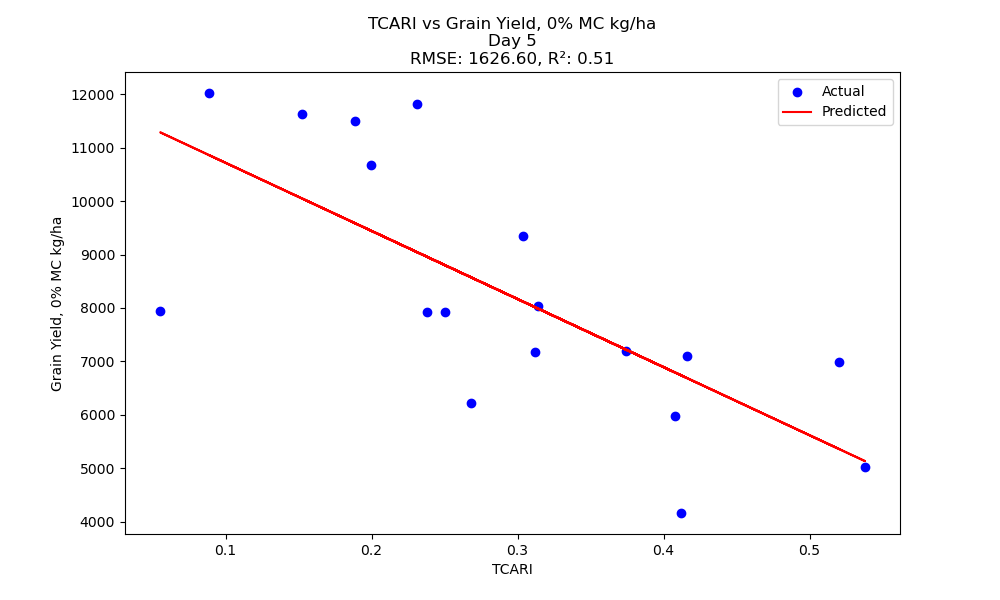 TCARI vs Grain Yield, 0% MC kg/ha
Day 5
RMSE: 1626.60, R²: 0.51
Actual
Predicted
Grain Yield, 0% MC kg/ha
12000
11000
10000
9000
8000
7000
6000
5000
4000
0.1
0.2
0.3
0.4
0.5
TCARI